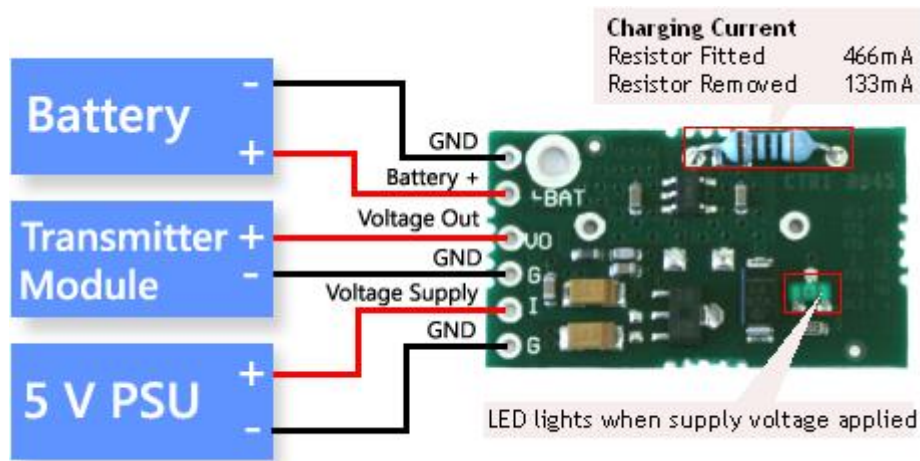 Charging Current
Resistor Fitted 466mA
Resistor Removed 133mA
Battery
-
+
GND
Battery +
BAT
Transmitter
Module
+
-
Voltage Out
VO
GND
G
Voltage Supply
I
GND
G
5 V PSU
+
-
LED lights when supply voltage applied